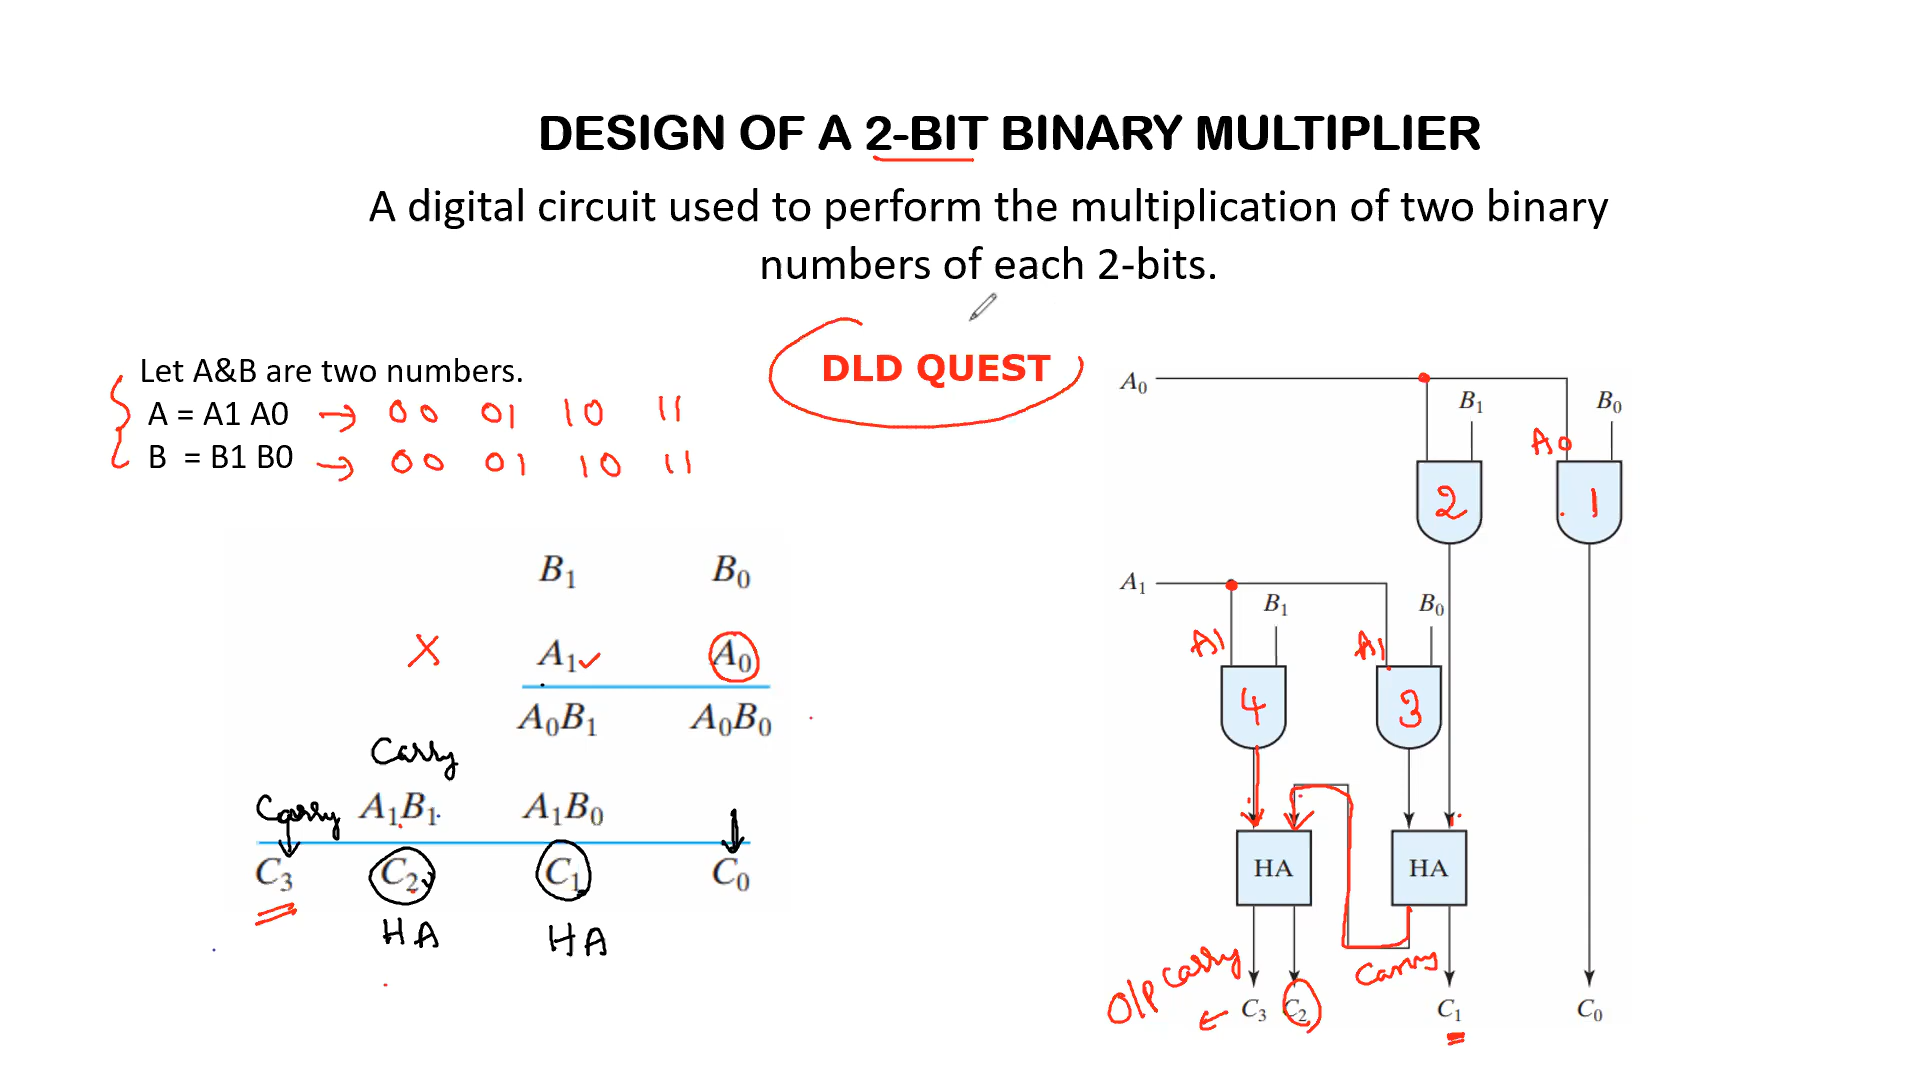 DESIGN OF A 2-BIT BINARY MULTIPLIER
A digital circuit used to perform the multiplication of two binary
numbers of each 2-bits.
DLD QUEST
Let A&B are two numbers.
A = A1 A0 → 00 01 10 11
B = B1 B0 → 00 01 10 11
B₁ B₀
X A₁ ✓ A₀
A₀B₁ A₀B₀
Carry
Carry A₁B₁ A₁B₀
C₃ C₂ C₁ C₀
HA HA
A₀
B₁ B₀
A0
2 1
A₁
B₁ B₀
A1 A1
4 3
HA HA
O/P carry Carry
C₃ C₂ C₁ C₀